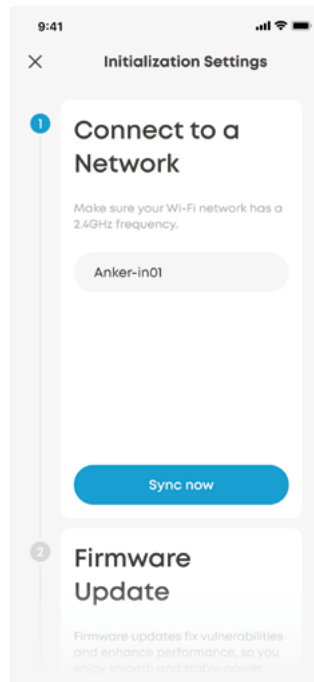 9:41
Initialization Settings
1
Connect to a
Network
Make sure your Wi-Fi network has a
2.4GHz frequency.
Anker-in01
Sync now
2
Firmware
Update
Firmware updates fix vulnerabilities
and enhance performance, so you
enjoy smooth and stable power